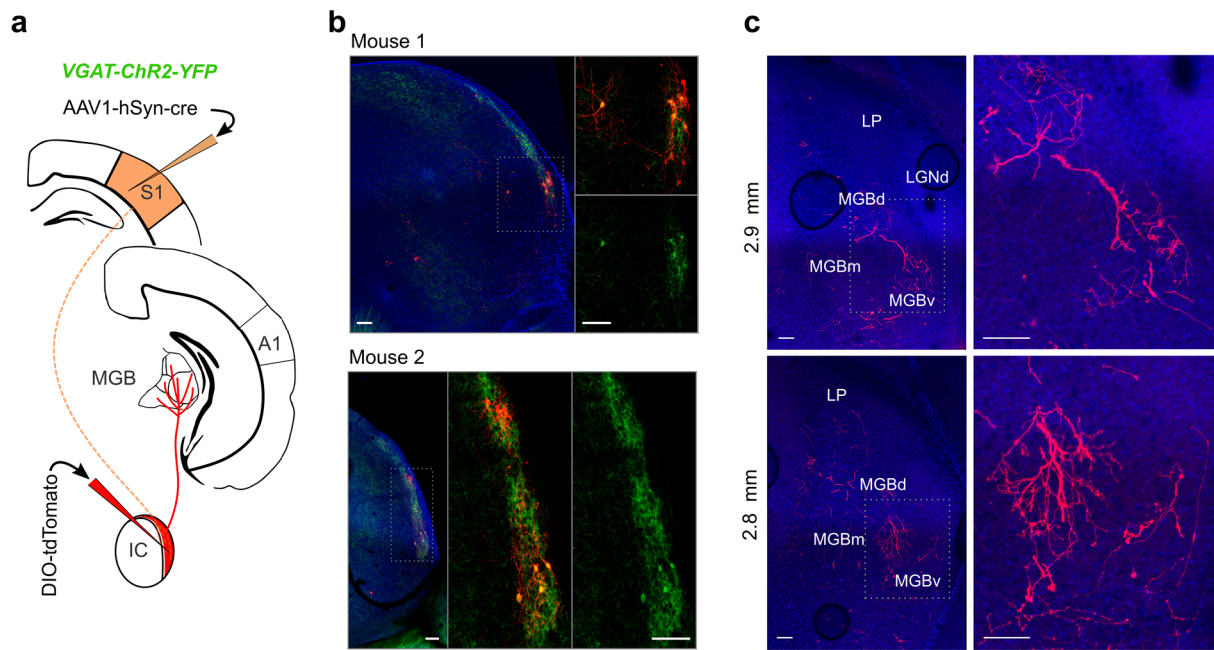 a
VGAT-ChR2-YFP
AAV1-hSyn-cre
S1
A1
MGB
DIO-tdTomato
IC
b
Mouse 1
Mouse 2
c
2.9 mm
LP
LGNd
MGBd
MGBm
MGBv
2.8 mm
LP
MGBd
MGBm
MGBv